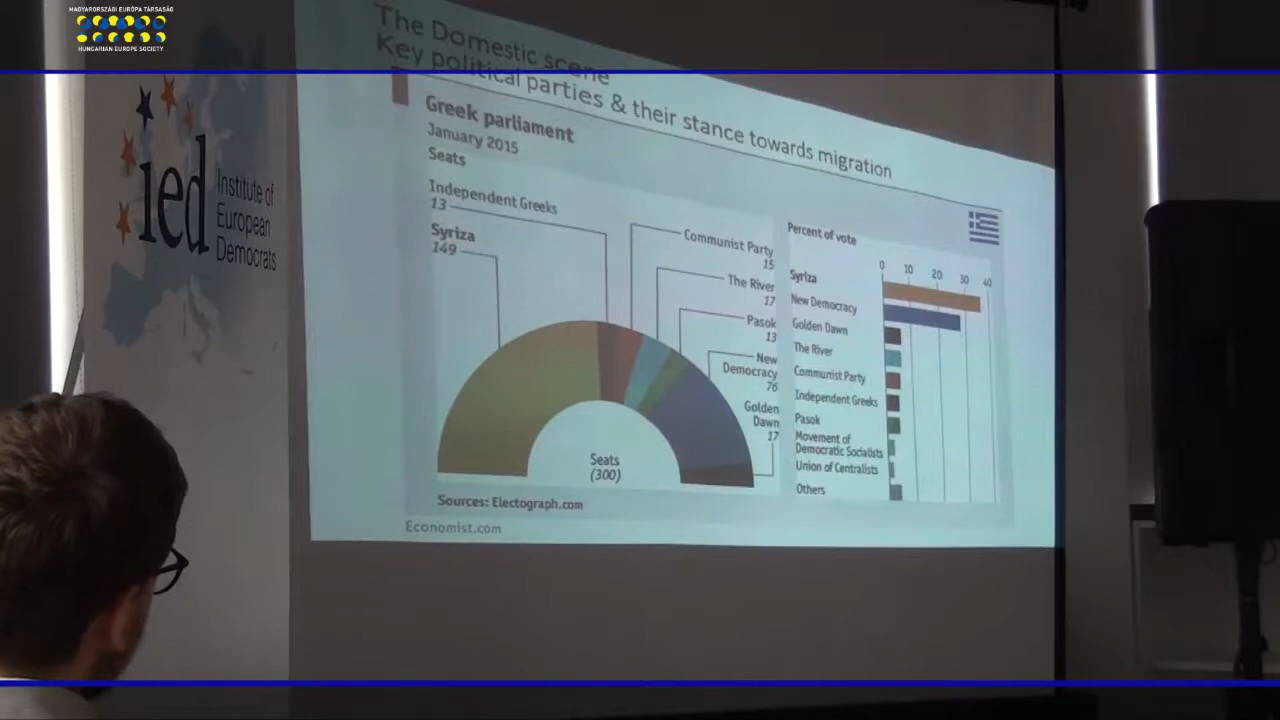 MAGYARORSZÁGI EURÓPA TÁRSASÁG
HUNGARIAN EUROPE SOCIETY
ied
Institute of
European
Democrats
The Domestic scene
Key political parties & their stance towards migration
Greek parliament
January 2015
Seats
Independent Greeks
13
Syriza
149
Communist Party
15
The River
17
Pasok
13
New
Democracy
76
Golden
Dawn
17
Seats
(300)
Percent of vote
0 10 20 30 40
Syriza
New Democracy
Golden Dawn
The River
Communist Party
Independent Greeks
Pasok
Movement of
Democratic Socialists
Union of Centralists
Others
Sources: Electograph.com
Economist.com